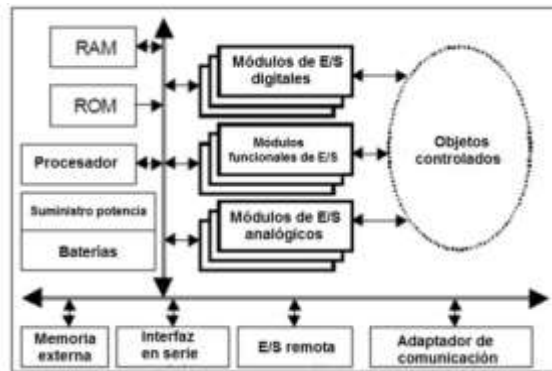 RAM
ROM
Procesador
Suministro potencia
Baterías
Módulos de E/S
digitales
Módulos
funcionales de E/S
Módulos de E/S
analógicos
Objetos
controlados
Memoria
externa
Interfaz
en serie
E/S remota
Adaptador de
comunicación